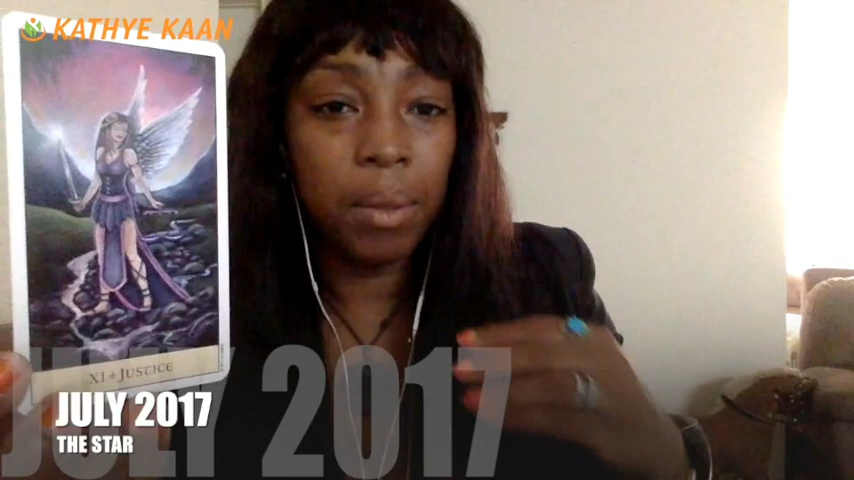 KATHYE KAAN
XI JUSTICE
JULY 2017
JULY 2017
THE STAR